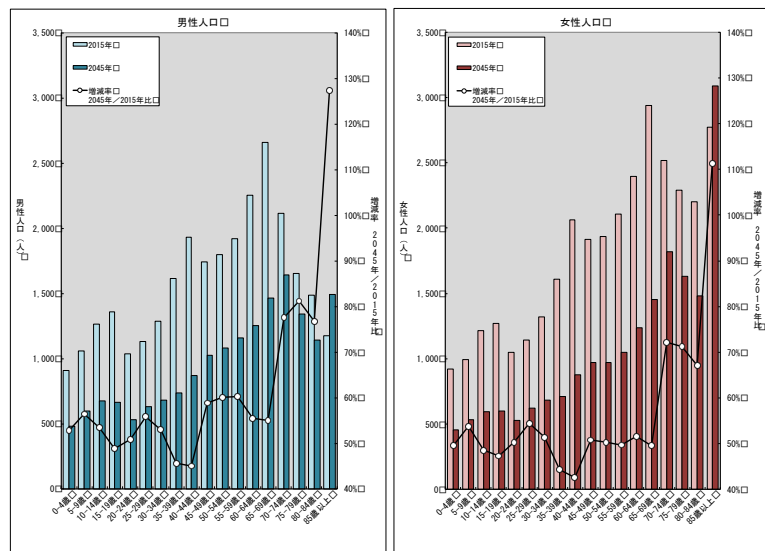 男性人口□
3,500□
3,000□
2,500□
2,000□
1,500□
1,000□
500□
0□
男性人口（人）□
2015年□
2045年□
増減率□
2045年／2015年比□
140%□
130%□
120%□
110%□
100%□
90%□
80%□
70%□
60%□
50%□
40%□
増減率 2045年／2015年比□
0-4歳□
5-9歳□
10-14歳□
15-19歳□
20-24歳□
25-29歳□
30-34歳□
35-39歳□
40-44歳□
45-49歳□
50-54歳□
55-59歳□
60-64歳□
65-69歳□
70-74歳□
75-79歳□
80-84歳□
85歳以上□
女性人口□
3,500□
3,000□
2,500□
2,000□
1,500□
1,000□
500□
0□
女性人口（人）□
2015年□
2045年□
増減率□
2045年／2015年比□
140%□
130%□
120%□
110%□
100%□
90%□
80%□
70%□
60%□
50%□
40%□
増減率 2045年／2015年比□
0-4歳□
5-9歳□
10-14歳□
15-19歳□
20-24歳□
25-29歳□
30-34歳□
35-39歳□
40-44歳□
45-49歳□
50-54歳□
55-59歳□
60-64歳□
65-69歳□
70-74歳□
75-79歳□
80-84歳□
85歳以上□